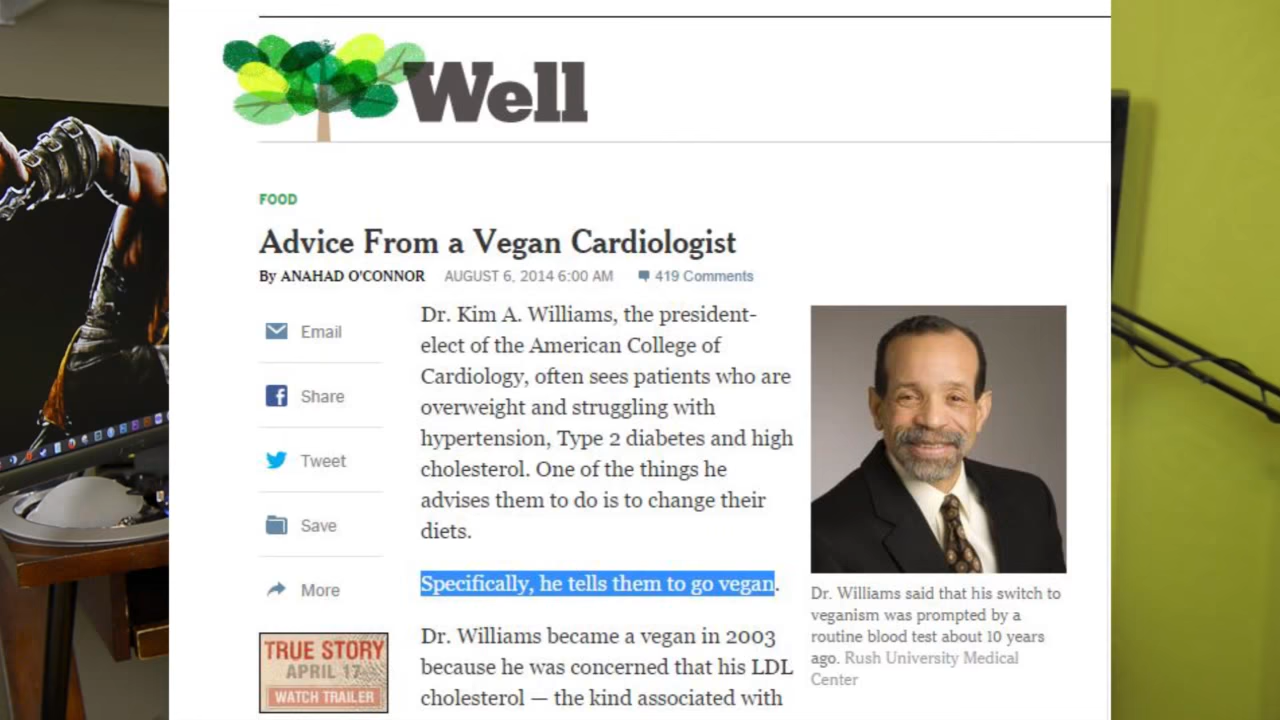 Well
FOOD
Advice From a Vegan Cardiologist
By ANAHAD O'CONNOR AUGUST 6, 2014 6:00 AM 419 Comments
Email
Share
Tweet
Save
More
TRUE STORY
APRIL 17
WATCH TRAILER
Dr. Kim A. Williams, the president-
elect of the American College of
Cardiology, often sees patients who are
overweight and struggling with
hypertension, Type 2 diabetes and high
cholesterol. One of the things he
advises them to do is to change their
diets.
Specifically, he tells them to go vegan.
Dr. Williams became a vegan in 2003
because he was concerned that his LDL
cholesterol — the kind associated with
Dr. Williams said that his switch to
veganism was prompted by a
routine blood test about 10 years
ago. Rush University Medical
Center